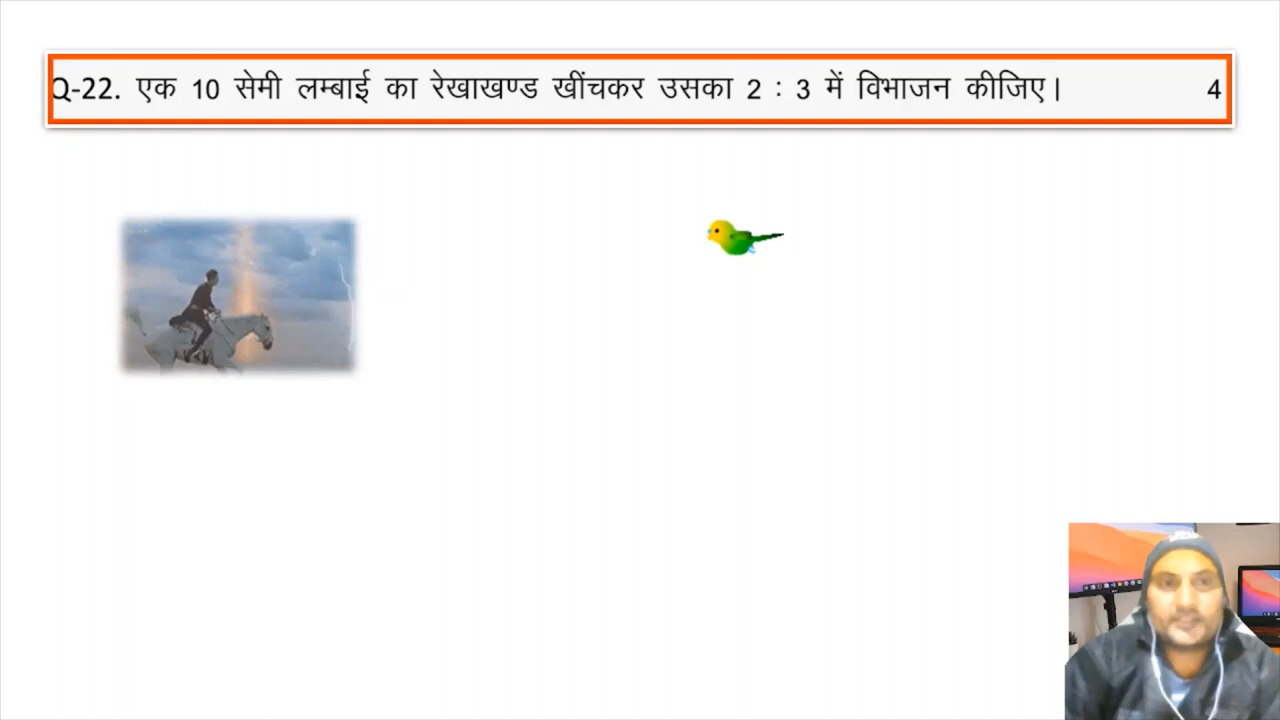 Q-22. एक 10 सेमी लम्बाई का रेखाखण्ड खींचकर उसका 2 : 3 में विभाजन कीजिए। 4